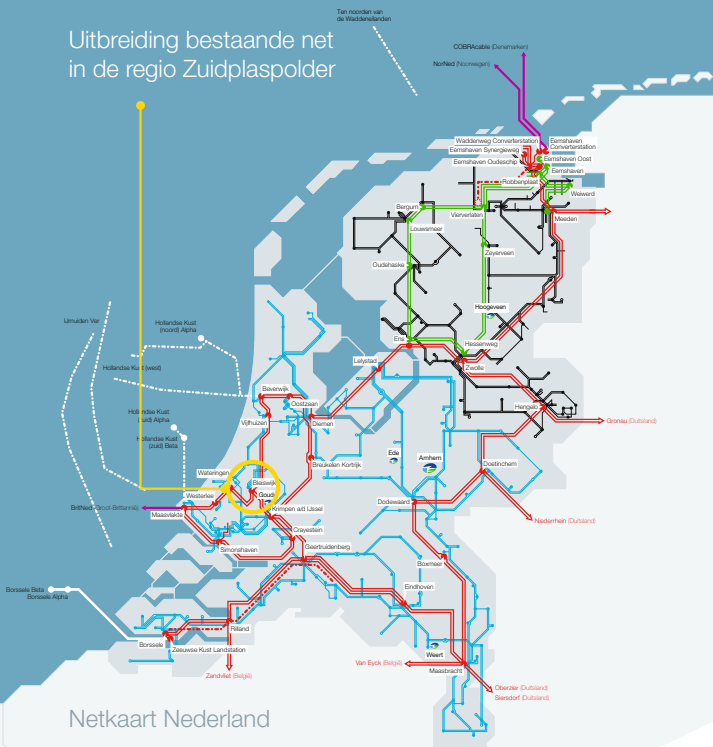 Ten noorden van
de Waddeneilanden
Uitbreiding bestaande net
in de regio Zuidplaspolder
COBRAcable (Denemarken)
NorNed (Noorwegen)
Waddenweg Converterstation
Eemshaven Synergieweg
Eemshaven Oudeschip
Eemshaven
Converterstation
Eemshaven Oost
Eemshaven
Robbenplaat
Weiwerd
Bergum
Vierverlaten
Meeden
Louwsmeer
Zeyerveen
Oudehaske
Hoogeveen
IJmuiden Ver
Hollandse Kust
(noord) Alpha
Ens
Hessenweg
Lelystad
Zwolle
Hollandse Kust (west)
Beverwijk
Oostzaan
Hengelo
Hollandse Kust
(zuid) Alpha
Vijfhuizen
Diemen
Gronau (Duitsland)
Hollandse Kust
(zuid) Beta
Ede
Arnhem
Breukelen Kortrijk
Doetinchem
Wateringen
Bleiswijk
Westerlee
Gouda
Dodewaard
BritNed (Groot-Brittannië)
Maasvlakte
Krimpen a/d IJssel
Niederrhein (Duitsland)
Crayestein
Simonshaven
Geertruidenberg
Boxmeer
Eindhoven
Borssele Beta
Borssele Alpha
Rilland
Borssele
Zeeuwse Kust Landstation
Weert
Van Eyck (België)
Maasbracht
Zandvliet (België)
Oberzier (Duitsland)
Siersdorf (Duitsland)
Netkaart Nederland